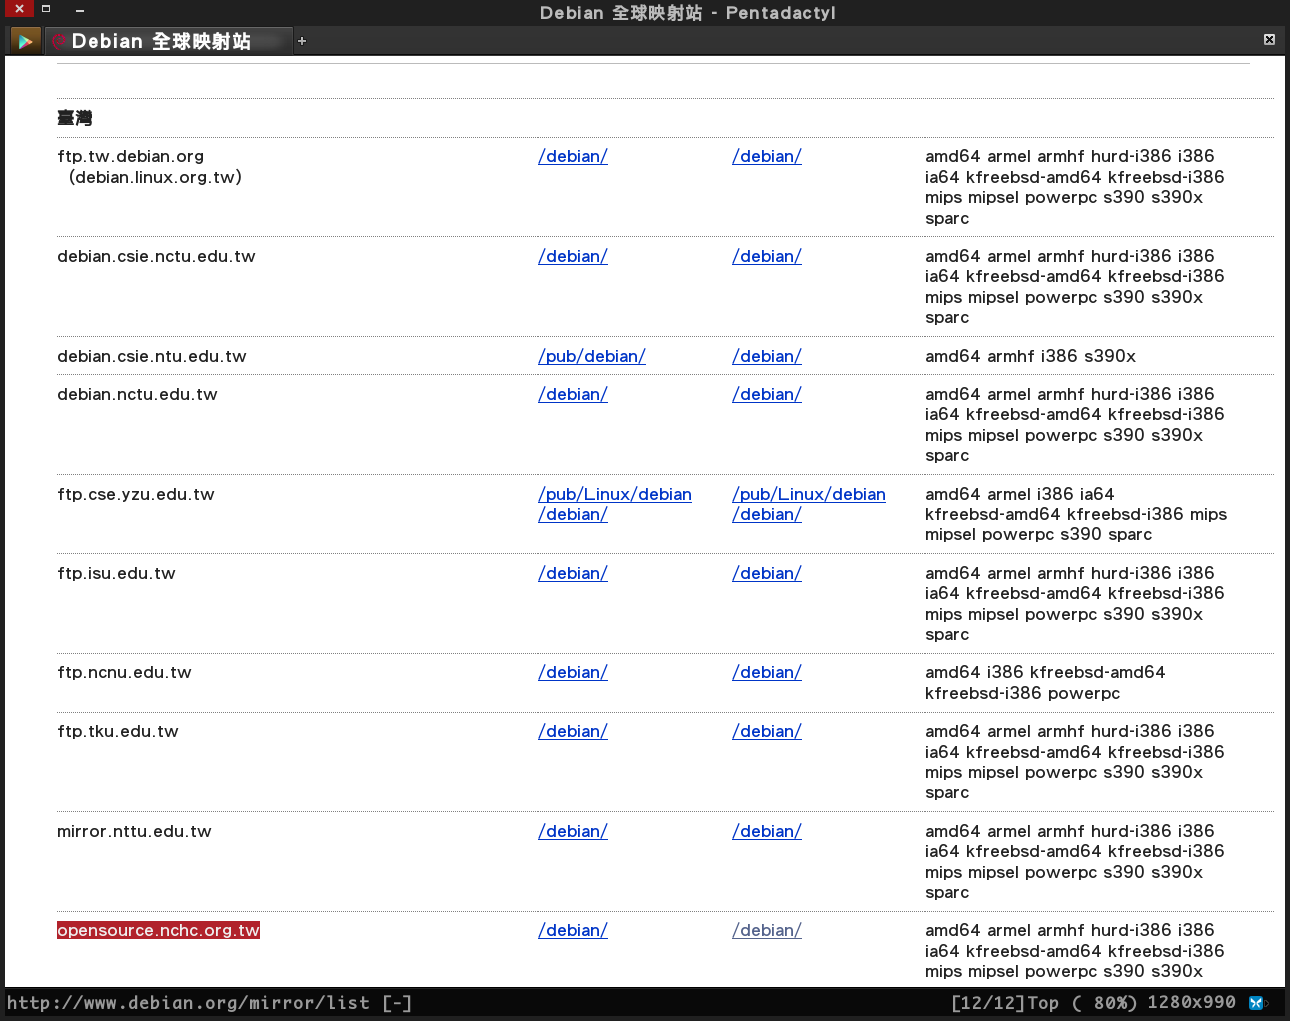 Debian 全球映射站 - Pentadactyl
Debian 全球映射站
臺灣
ftp.tw.debian.org /debian/ /debian/ amd64 armel armhf hurd-i386 i386
(debian.linux.org.tw) ia64 kfreebsd-amd64 kfreebsd-i386
mips mipsel powerpc s390 s390x
sparc
debian.csie.nctu.edu.tw /debian/ /debian/ amd64 armel armhf hurd-i386 i386
ia64 kfreebsd-amd64 kfreebsd-i386
mips mipsel powerpc s390 s390x
sparc
debian.csie.ntu.edu.tw /pub/debian/ /debian/ amd64 armhf i386 s390x
debian.nctu.edu.tw /debian/ /debian/ amd64 armel armhf hurd-i386 i386
ia64 kfreebsd-amd64 kfreebsd-i386
mips mipsel powerpc s390 s390x
sparc
ftp.cse.yzu.edu.tw /pub/Linux/debian /pub/Linux/debian amd64 armel i386 ia64
/debian/ /debian/ kfreebsd-amd64 kfreebsd-i386 mips
mipsel powerpc s390 sparc
ftp.isu.edu.tw /debian/ /debian/ amd64 armel armhf hurd-i386 i386
ia64 kfreebsd-amd64 kfreebsd-i386
mips mipsel powerpc s390 s390x
sparc
ftp.ncnu.edu.tw /debian/ /debian/ amd64 i386 kfreebsd-amd64
kfreebsd-i386 powerpc
ftp.tku.edu.tw /debian/ /debian/ amd64 armel armhf hurd-i386 i386
ia64 kfreebsd-amd64 kfreebsd-i386
mips mipsel powerpc s390 s390x
sparc
mirror.nttu.edu.tw /debian/ /debian/ amd64 armel armhf hurd-i386 i386
ia64 kfreebsd-amd64 kfreebsd-i386
mips mipsel powerpc s390 s390x
sparc
opensource.nchc.org.tw /debian/ /debian/ amd64 armel armhf hurd-i386 i386
ia64 kfreebsd-amd64 kfreebsd-i386
mips mipsel powerpc s390 s390x
http://www.debian.org/mirror/list [-] [12/12]Top ( 80%) 1280x990